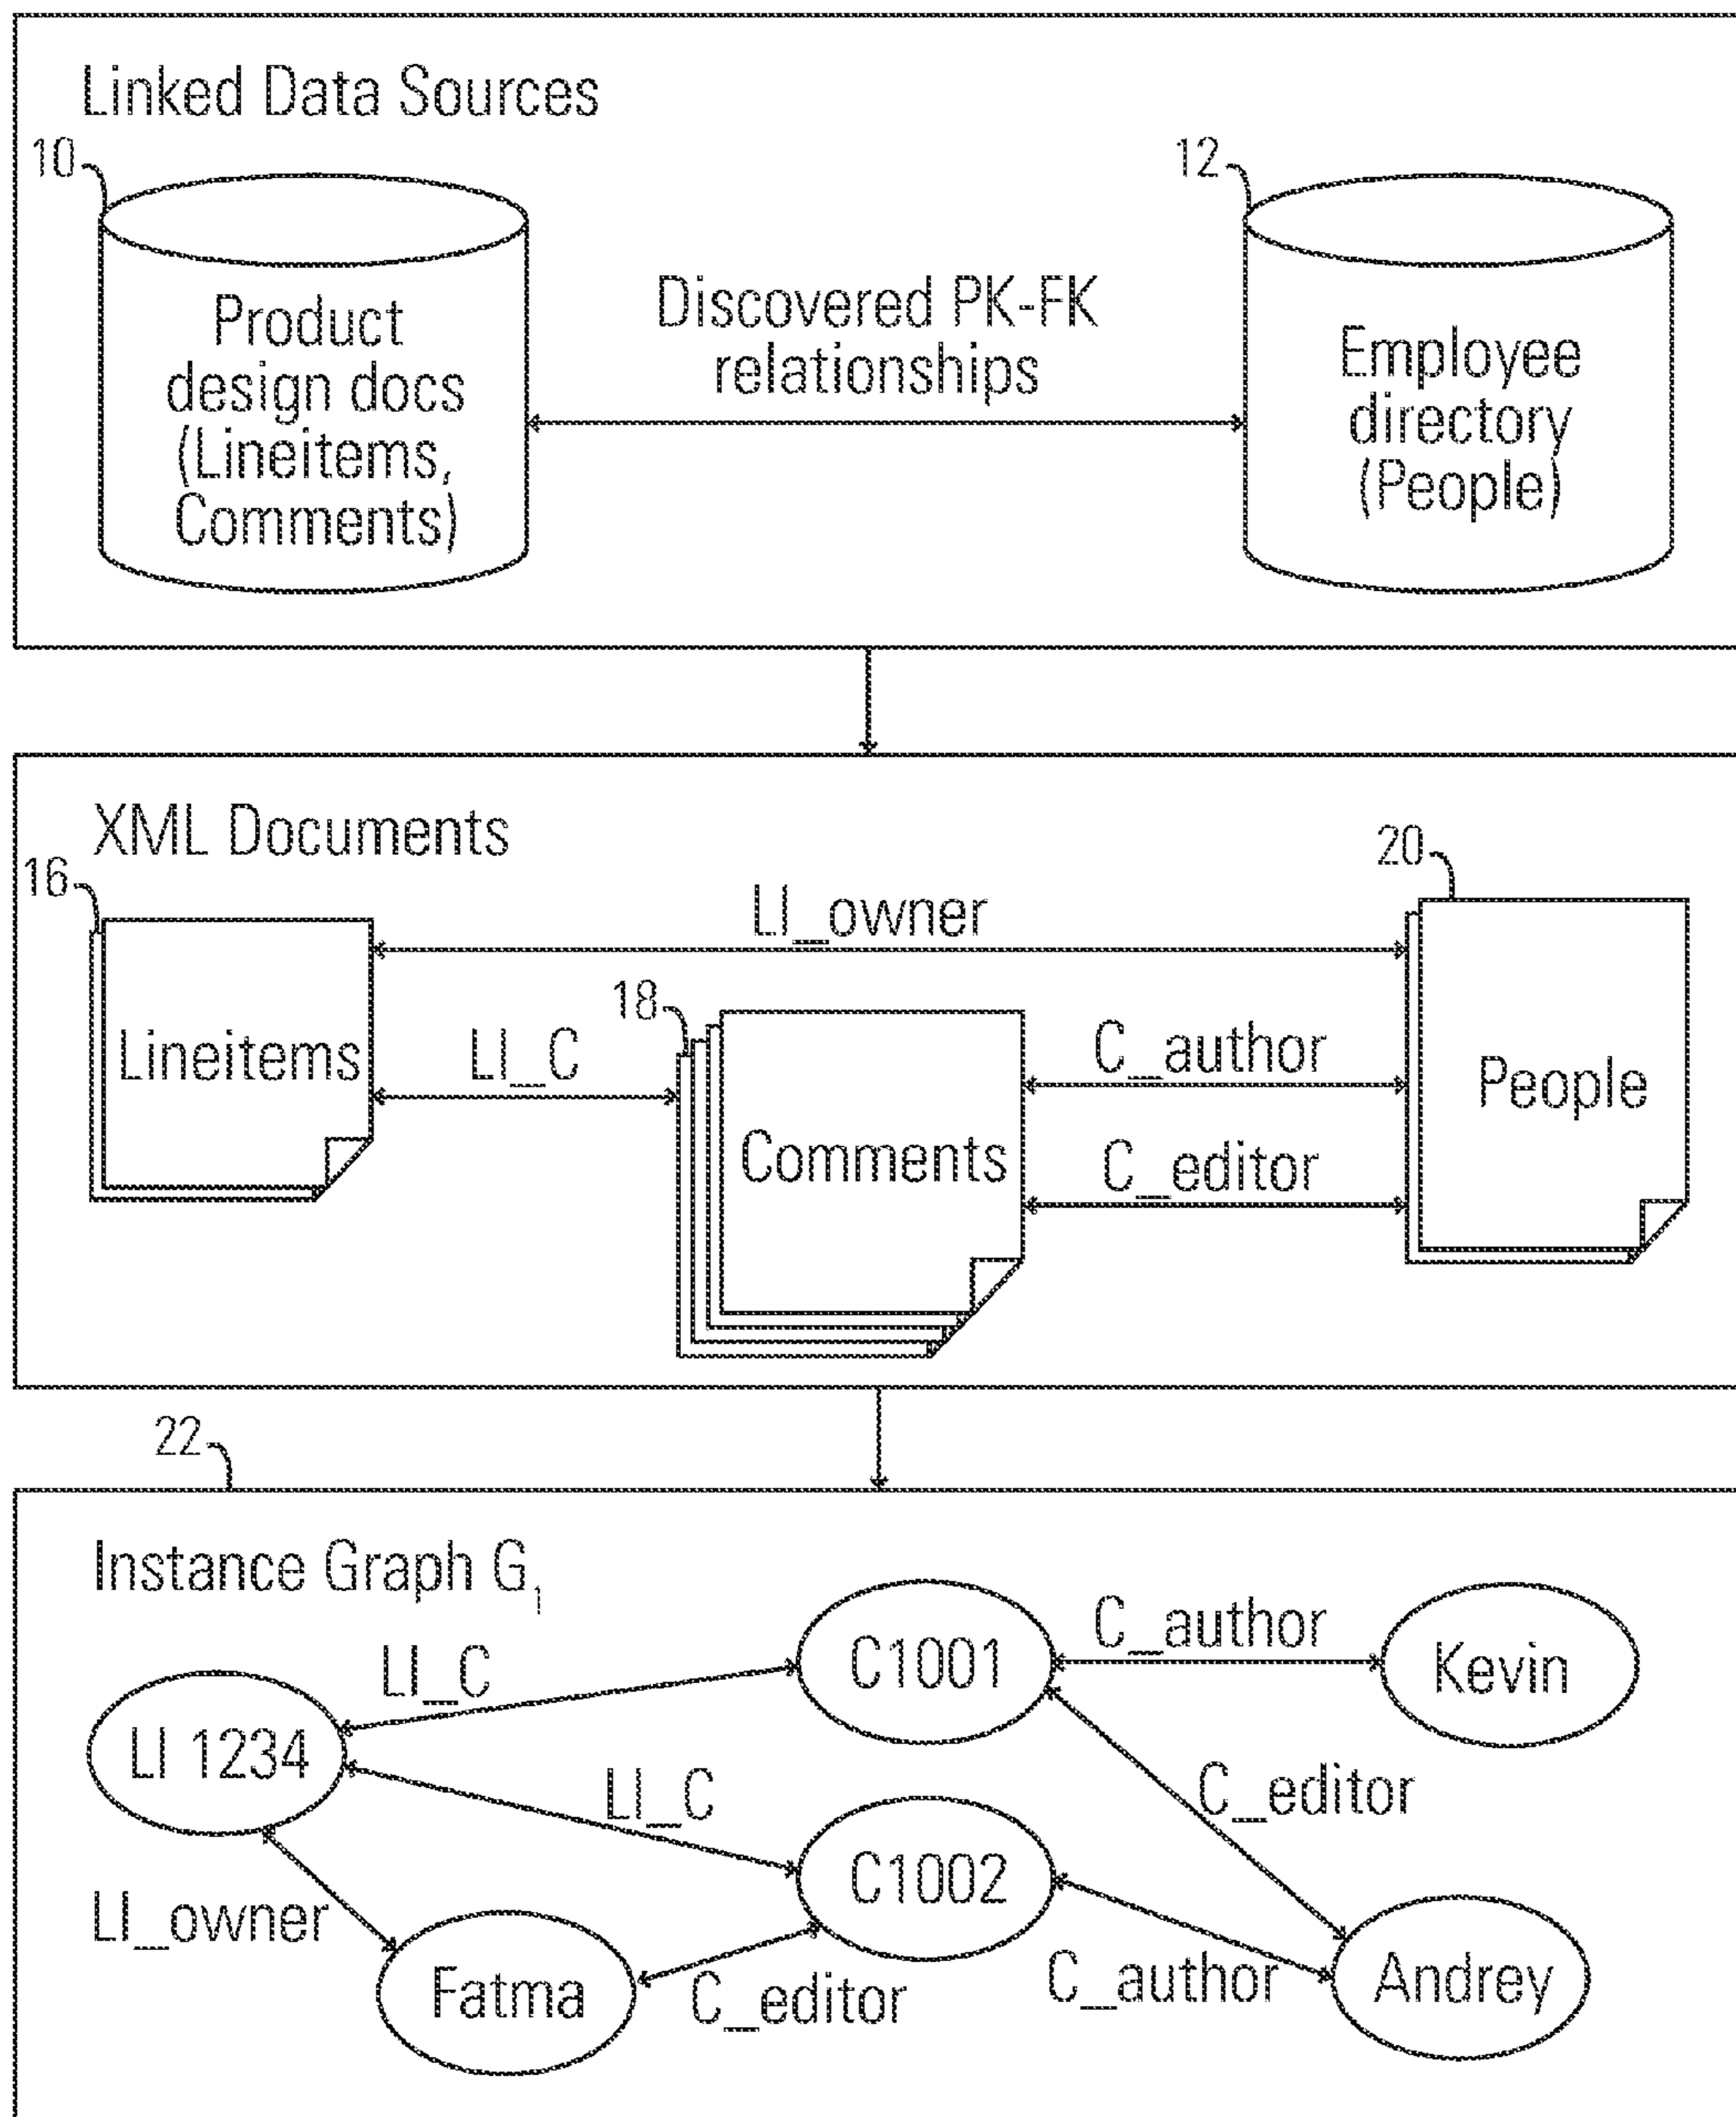 Linked Data Sources
10
12
Product
design docs
(Lineitems,
Comments)
Discovered PK-FK
relationships
Employee
directory
(People)
XML Documents
16
20
LI_owner
18
Lineitems
LI_C
Comments
C_author
C_editor
People
22
Instance Graph G1
LI_C
C1001
C_author
Kevin
LI 1234
LI_C
C_editor
C1002
LI_owner
Fatma
C_editor
C_author
Andrey